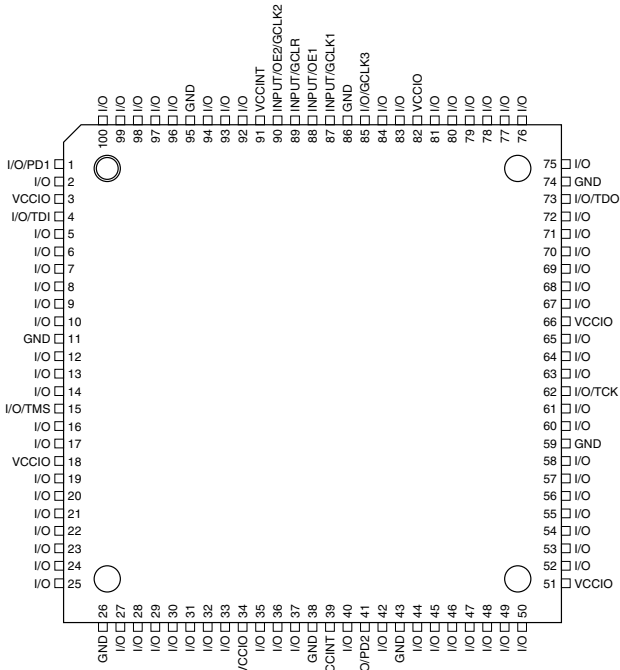 100 I/O
99 I/O
98 I/O
97 I/O
96 I/O
95 GND
94 I/O
93 I/O
92 I/O
91 VCCINT
90 INPUT/OE2/GCLK2
89 INPUT/GCLR
88 INPUT/OE1
87 INPUT/GCLK1
86 GND
85 I/O/GCLK3
84 I/O
83 I/O
82 VCCIO
81 I/O
80 I/O
79 I/O
78 I/O
77 I/O
76 I/O
I/O/PD1 1
I/O 2
VCCIO 3
I/O/TDI 4
I/O 5
I/O 6
I/O 7
I/O 8
I/O 9
I/O 10
GND 11
I/O 12
I/O 13
I/O 14
I/O/TMS 15
I/O 16
I/O 17
VCCIO 18
I/O 19
I/O 20
I/O 21
I/O 22
I/O 23
I/O 24
I/O 25
75 I/O
74 GND
73 I/O/TDO
72 I/O
71 I/O
70 I/O
69 I/O
68 I/O
67 I/O
66 VCCIO
65 I/O
64 I/O
63 I/O
62 I/O/TCK
61 I/O
60 I/O
59 GND
58 I/O
57 I/O
56 I/O
55 I/O
54 I/O
53 I/O
52 I/O
51 VCCIO
GND 26
I/O 27
I/O 28
I/O 29
I/O 30
I/O 31
I/O 32
I/O 33
34
I/O 35
I/O 36
I/O 37
GND 38
39
I/O 40
41
I/O 42
GND 43
I/O 44
I/O 45
I/O 46
I/O 47
I/O 48
I/O 49
I/O 50